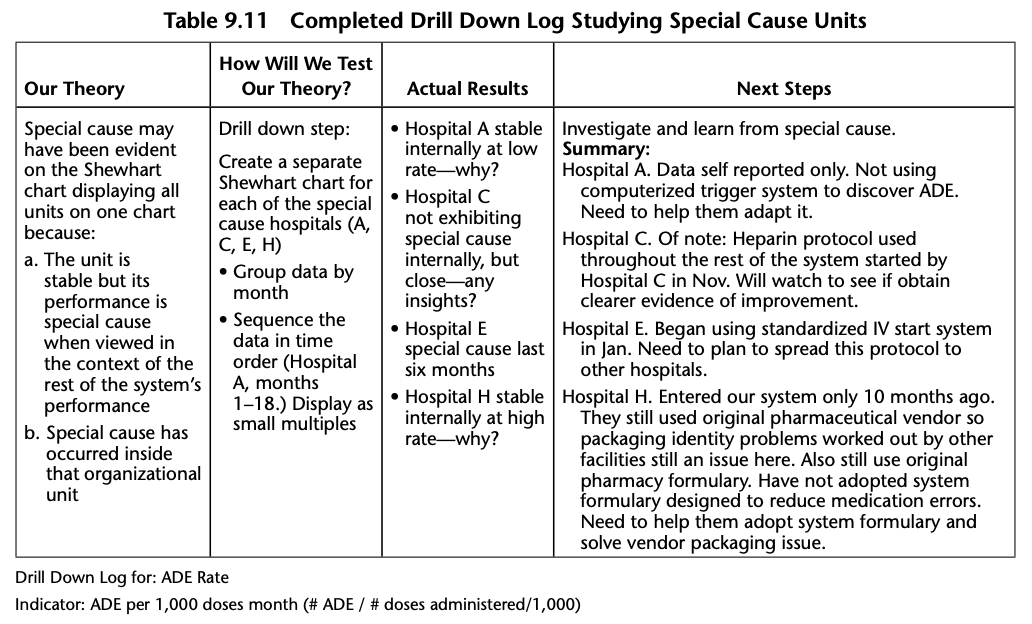 Table 9.11 Completed Drill Down Log Studying Special Cause Units
Our Theory
How Will We Test
Our Theory?
Actual Results
Next Steps
Special cause may
have been evident
on the Shewhart
chart displaying all
units on one chart
because:
a. The unit is
stable but its
performance is
special cause
when viewed in
the context of the
rest of the system's
performance
b. Special cause has
occurred inside
that organizational
unit
Drill down step:
Create a separate
Shewhart chart for
each of the special
cause hospitals (A,
C, E, H)
• Group data by
month
• Sequence the
data in time
order (Hospital
A, months
1–18.) Display as
small multiples
• Hospital A stable
internally at low
rate—why?
• Hospital C
not exhibiting
special cause
internally, but
close—any
insights?
• Hospital E
special cause last
six months
• Hospital H stable
internally at high
rate—why?
Investigate and learn from special cause.
Summary:
Hospital A. Data self reported only. Not using
computerized trigger system to discover ADE.
Need to help them adapt it.
Hospital C. Of note: Heparin protocol used
throughout the rest of the system started by
Hospital C in Nov. Will watch to see if obtain
clearer evidence of improvement.
Hospital E. Began using standardized IV start system
in Jan. Need to plan to spread this protocol to
other hospitals.
Hospital H. Entered our system only 10 months ago.
They still used original pharmaceutical vendor so
packaging identity problems worked out by other
facilities still an issue here. Also still use original
pharmacy formulary. Have not adopted system
formulary designed to reduce medication errors.
Need to help them adopt system formulary and
solve vendor packaging issue.
Drill Down Log for: ADE Rate
Indicator: ADE per 1,000 doses month (# ADE / # doses administered/1,000)